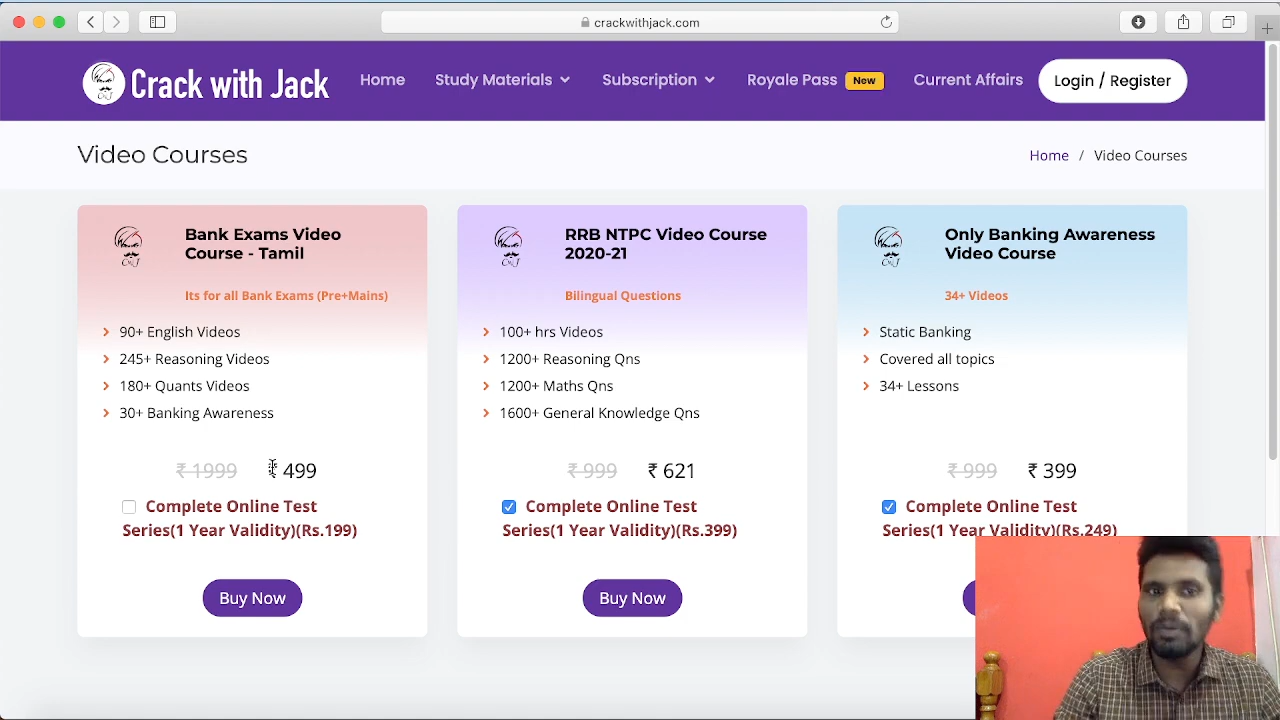 crackwithjack.com
Crack with Jack
Home
Study Materials
Subscription
Royale Pass New
Current Affairs
Login / Register
Video Courses
Home / Video Courses
Bank Exams Video
Course - Tamil
Its for all Bank Exams (Pre+Mains)
90+ English Videos
245+ Reasoning Videos
180+ Quants Videos
30+ Banking Awareness
₹ 1999 ₹ 499
Complete Online Test
Series(1 Year Validity)(Rs.199)
Buy Now
RRB NTPC Video Course
2020-21
Bilingual Questions
100+ hrs Videos
1200+ Reasoning Qns
1200+ Maths Qns
1600+ General Knowledge Qns
₹ 999 ₹ 621
Complete Online Test
Series(1 Year Validity)(Rs.399)
Buy Now
Only Banking Awareness
Video Course
34+ Videos
Static Banking
Covered all topics
34+ Lessons
₹ 999 ₹ 399
Complete Online Test
Series(1 Year Validity)(Rs.249)